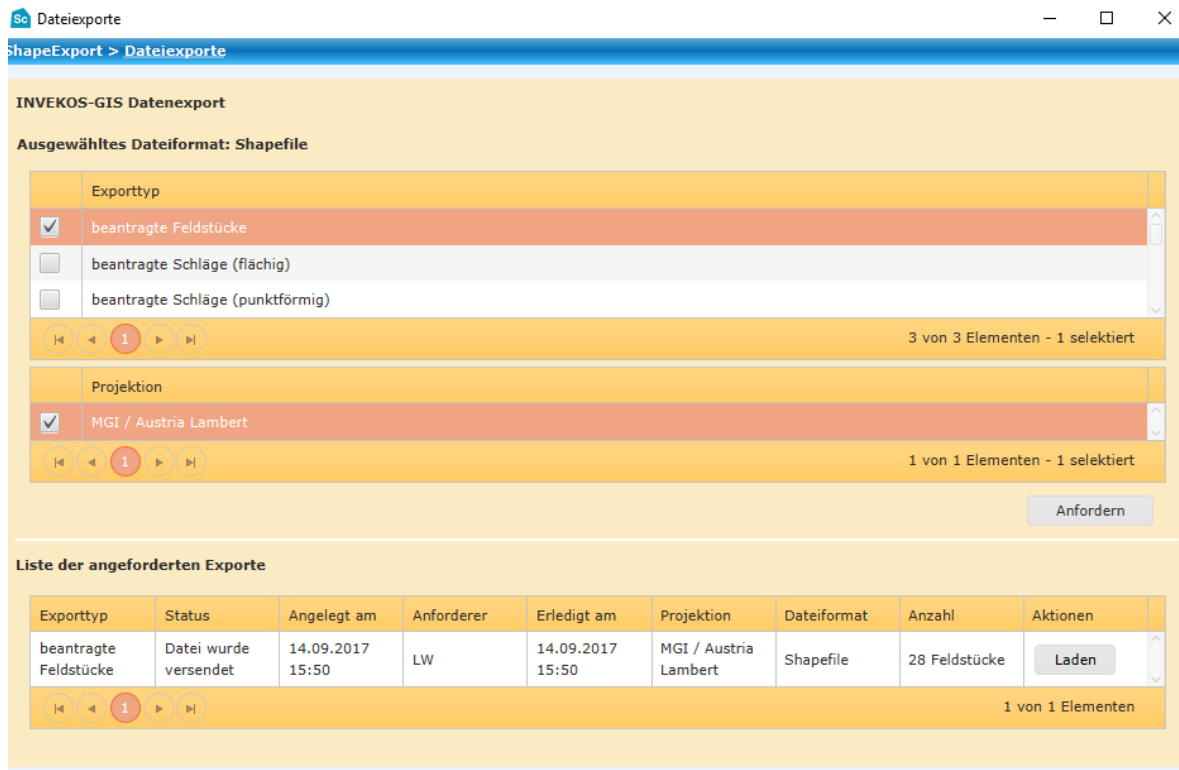 Sc Dateiexporte
ShapeExport > Dateiexporte
INVEKOS-GIS Datenexport
Ausgewähltes Dateiformat: Shapefile
Exporttyp
beantragte Feldstücke
beantragte Schläge (flächig)
beantragte Schläge (punktförmig)
1 3 von 3 Elementen - 1 selektiert
Projektion
MGI / Austria Lambert
1 1 von 1 Elementen - 1 selektiert
Anfordern
Liste der angeforderten Exporte
Exporttyp Status Angelegt am Anforderer Erledigt am Projektion Dateiformat Anzahl Aktionen
beantragte Datei wurde 14.09.2017 14.09.2017 MGI / Austria
LW Shapefile 28 Feldstücke Laden
Feldstücke versendet 15:50 15:50 Lambert
1 1 von 1 Elementen